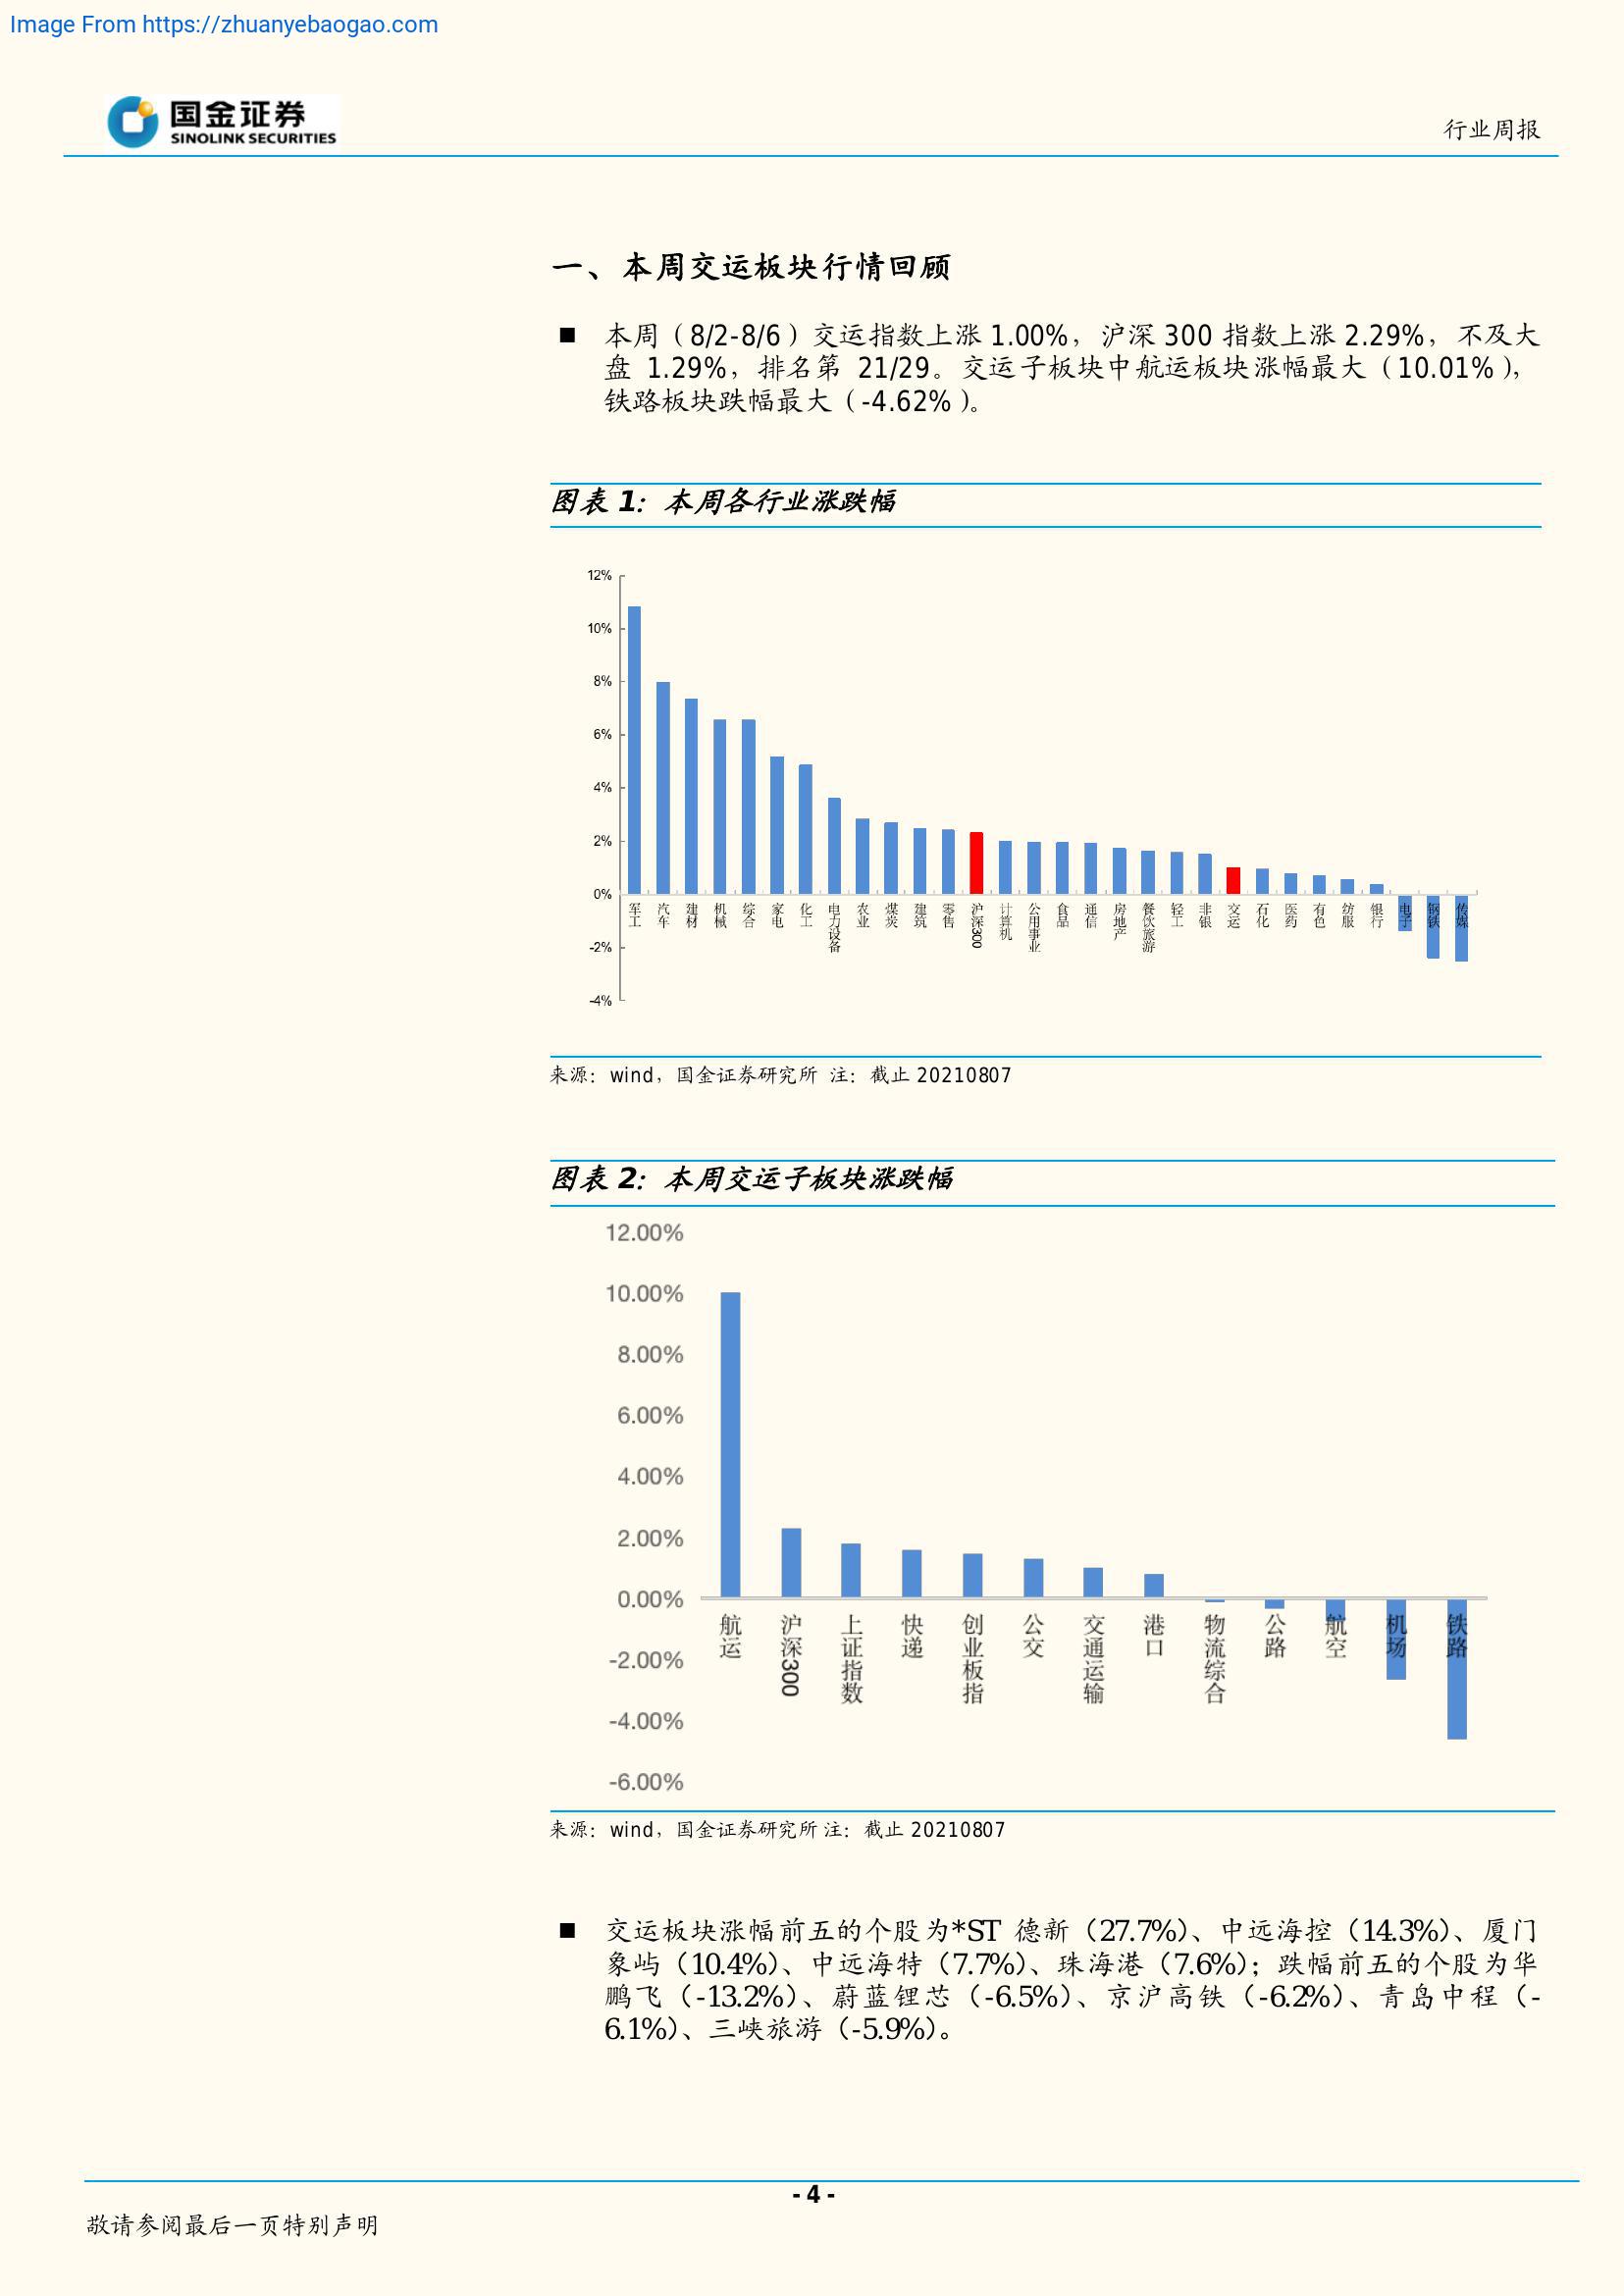 Image From https://zhuanyebaogao.com
国金证券
SINOLINK SECURITIES
行业周报
一、本周交运板块行情回顾
■ 本周（8/2-8/6）交运指数上涨 1.00%，沪深 300 指数上涨 2.29%，不及大
盘 1.29%，排名第 21/29。交运子板块中航运板块涨幅最大（10.01%），
铁路板块跌幅最大（-4.62%）。
图表 1：本周各行业涨跌幅
12%
10%
8%
6%
4%
2%
0%
-2%
-4%
军工
汽车
建材
机械
综合
家电
化工
电力设备
农业
煤炭
建筑
零售
沪深300
计算机
公用事业
食品
通信
房地产
餐饮旅游
轻工
非银
交运
石化
医药
有色
纺服
银行
电子
钢铁
传媒
来源：wind，国金证券研究所 注：截止 20210807
图表 2：本周交运子板块涨跌幅
12.00%
10.00%
8.00%
6.00%
4.00%
2.00%
0.00%
-2.00%
-4.00%
-6.00%
航运
沪深300
上证指数
快递
创业板指
公交
交通运输
港口
物流综合
公路
航空
机场
铁路
来源：wind，国金证券研究所 注：截止 20210807
■ 交运板块涨幅前五的个股为*ST 德新（27.7%）、中远海控（14.3%）、厦门
象屿（10.4%）、中远海特（7.7%）、珠海港（7.6%）；跌幅前五的个股为华
鹏飞（-13.2%）、蔚蓝锂芯（-6.5%）、京沪高铁（-6.2%）、青岛中程（-
6.1%）、三峡旅游（-5.9%）。
- 4 -
敬请参阅最后一页特别声明